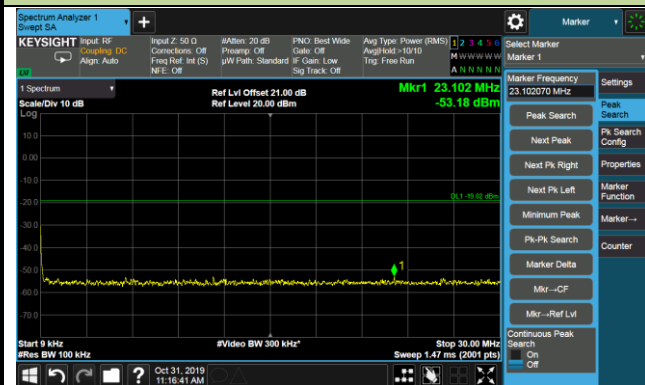 Spectrum Analyzer 1
Swept SA
Marker
KEYSIGHT
Input: RF
Coupling: DC
Align: Auto
Input Z: 50 Ω
Corrections: Off
Freq Ref: Int (S)
NFE: Off
#Atten: 20 dB
Preamp: Off
µW Path: Standard
PNO: Best Wide
Gate: Off
IF Gain: Low
Sig Track: Off
Avg Type: Power (RMS)
Avg|Hold:>10/10
Trig: Free Run
1 2 3 4 5 6
M W W W W W
A N N N N N
Select Marker
Marker 1
LV
1 Spectrum
Scale/Div 10 dB
Log
Ref Lvl Offset 21.00 dB
Ref Level 20.00 dBm
Mkr1 23.102 MHz
-53.18 dBm
10.0
0.00
-20.0
-30.0
-40.0
-50.0
-60.0
-70.0
DL1 -19.02 dBm
1
Start 9 kHz
#Res BW 100 kHz
#Video BW 300 kHz*
Stop 30.00 MHz
Sweep 1.47 ms (2001 pts)
Marker Frequency
23.102070 MHz
Peak Search
Next Peak
Next Pk Right
Next Pk Left
Minimum Peak
Pk-Pk Search
Marker Delta
Mkr→CF
Mkr→Ref Lvl
Continuous Peak
Search
On
Off
Settings
Peak
Search
Pk Search
Config
Properties
Marker
Function
Marker→
Counter
?
Oct 31, 2019
11:16:41 AM